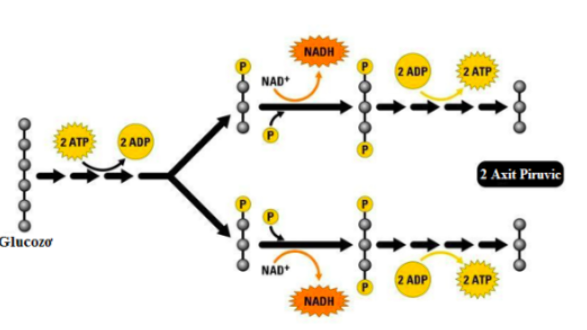 P
NADH
NAD⁺
P
P
2 ADP
2 ATP
P
2 ATP
2 ADP
Glucozơ
2 Axit Piruvic
P
P
NAD⁺
NADH
P
2 ADP
2 ATP
P